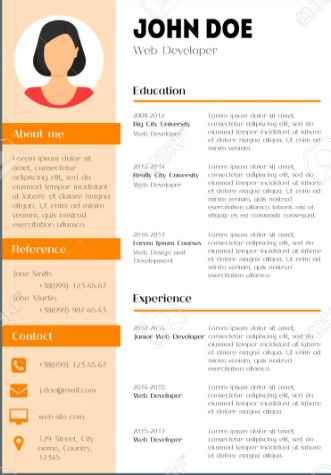 JOHN DOE
Web Developer
About me
Lorem ipsum dolor sit
amet, consectetur
adipiscing elit, sed do
eiusmod tempor
incididunt ut labore et
dolore magna aliqua.
Ut enim ad minim
veniam, quis nostrud
exercitation ullamco.
Reference
Jane Smith
+38(099) 123-45-67
John Martin
+38(099) 987-65-43
Contact
+38(099) 123-45-67
j.doe@mail.com
web-site.com
129 Street, City
name, Country,
12345
Education
2008-2012
Big City University
Web Developer
Lorem ipsum dolor sit amet,
consectetur adipiscing elit, sed do
eiusmod tempor incididunt ut labore
et dolore magna aliqua. Ut enim ad
minim veniam.
2012-2014
Really City University
Web Developer
Lorem ipsum dolor sit amet,
consectetur adipiscing elit, sed do
eiusmod tempor incididunt ut labore
et dolore magna aliqua. Ut enim ad
minim veniam, quis nostrud
exercitation ullamco laboris nisi ut
aliquip ex ea commodo consequat.
2016-2017
Lorem Ipsum Courses
Web Design and
Development
Lorem ipsum dolor sit amet,
consectetur adipiscing elit, sed do
eiusmod tempor incididunt ut labore
et dolore magna aliqua. Ut enim ad
minim veniam, quis nostrud
exercitation ullamco.
Experience
2012-2014
Junior Web Developer
Lorem ipsum dolor sit amet,
consectetur adipiscing elit, sed do
eiusmod tempor incididunt ut labore
et dolore magna aliqua. Ut enim ad
minim veniam.
2014-2015
Web Developer
Lorem ipsum dolor sit amet,
consectetur adipiscing elit, sed do
eiusmod tempor incididunt ut labore
et dolore magna aliqua.
2015-2017
Web Developer
Lorem ipsum dolor sit amet,
consectetur adipiscing elit, sed do
eiusmod tempor incididunt ut labore